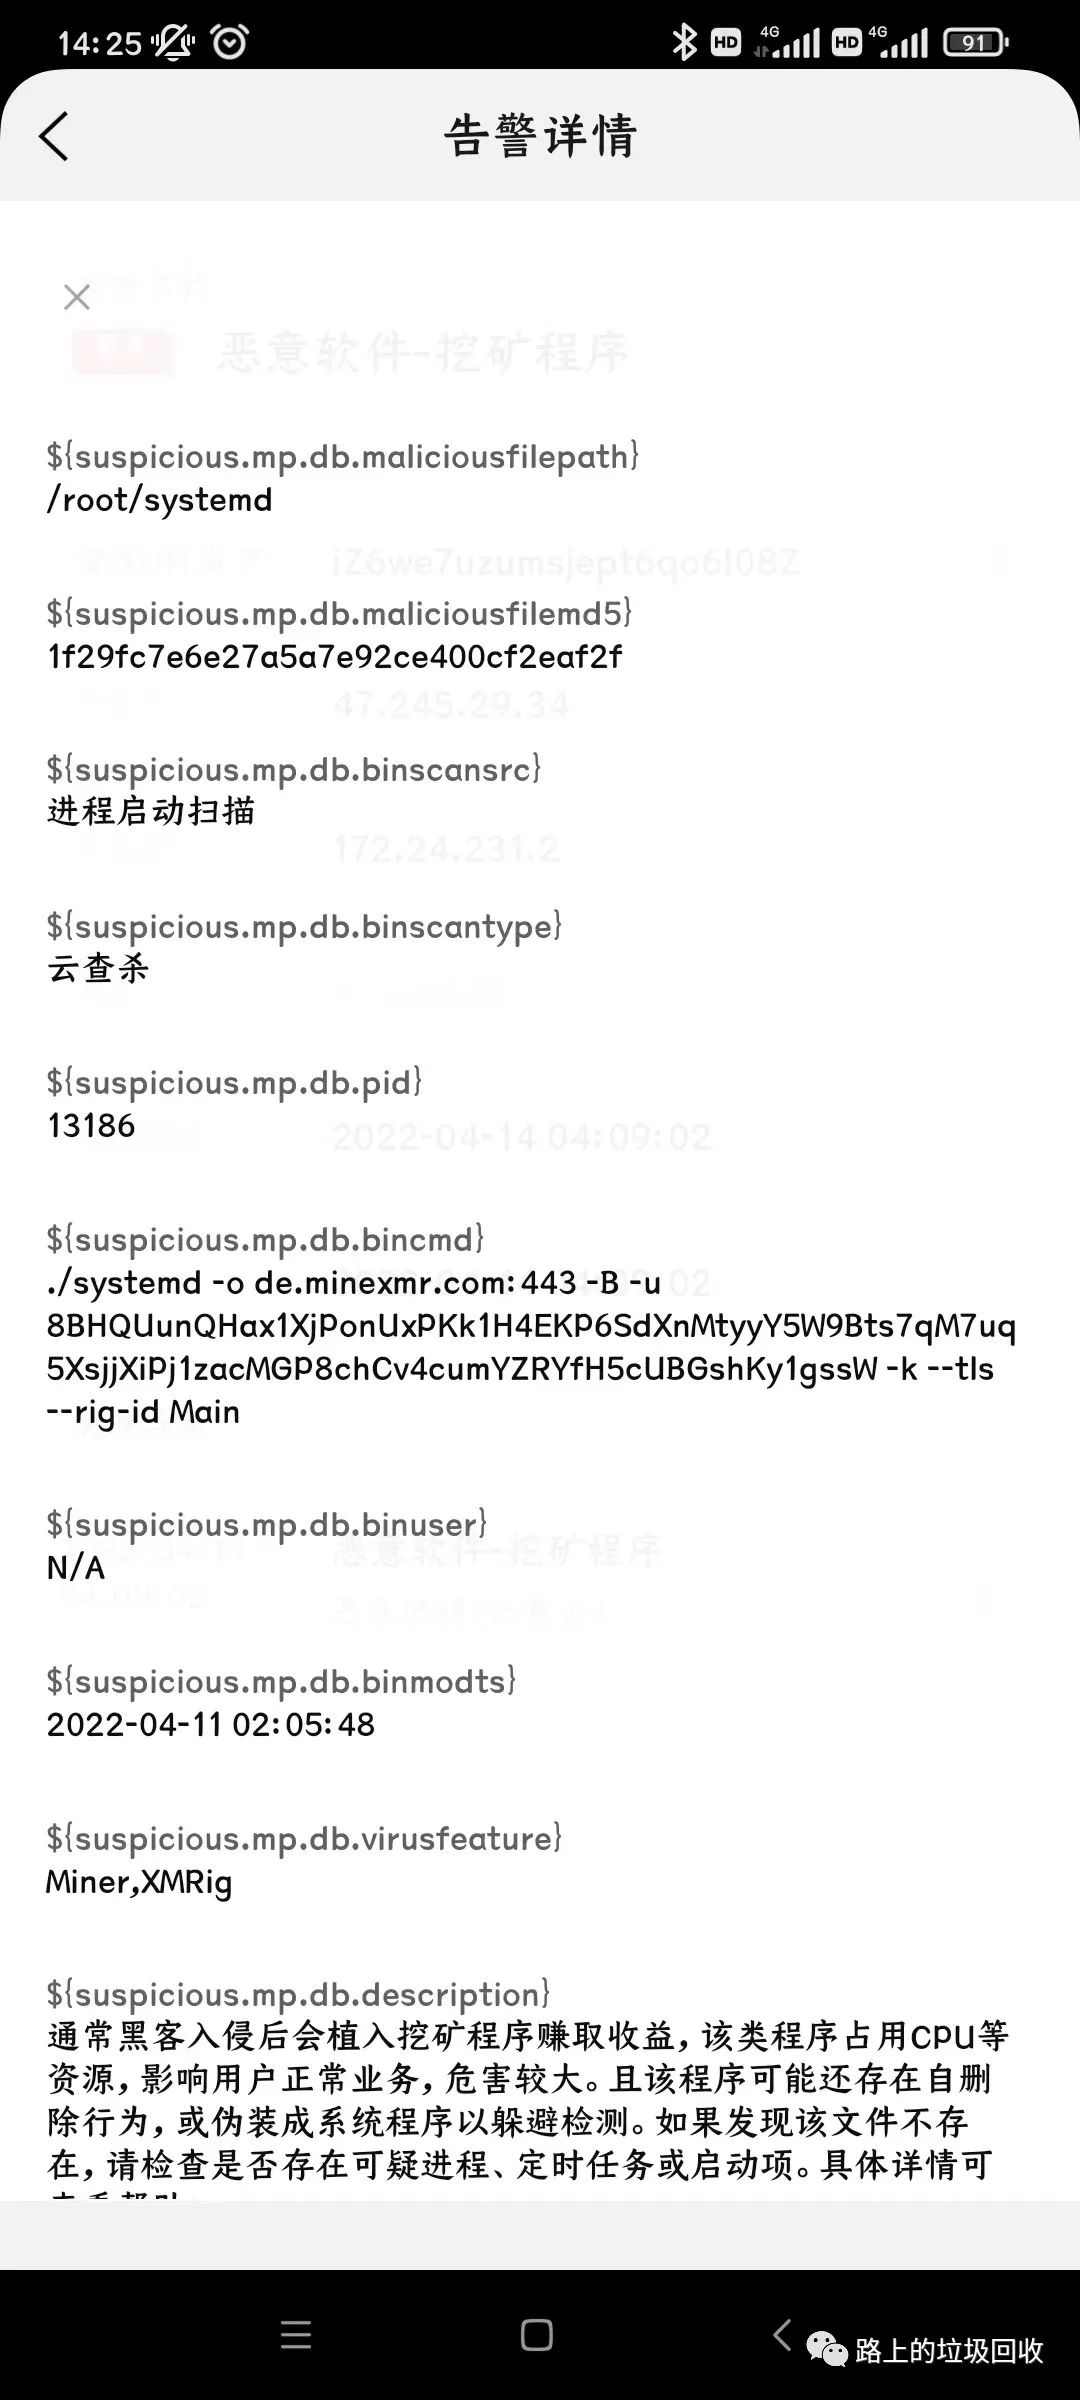 14:25
HD 4G HD 4G 91
告警详情
恶意软件-挖矿程序
${suspicious.mp.db.maliciousfilepath}
/root/systemd
iZ6we7uzumsjept6qo6l08Z
${suspicious.mp.db.maliciousfilemd5}
1f29fc7e6e27a5a7e92ce400cf2eaf2f
47.245.29.34
${suspicious.mp.db.binscansrc}
进程启动扫描
172.24.231.2
${suspicious.mp.db.binscantype}
云查杀
${suspicious.mp.db.pid}
13186
2022-04-14 04:09:02
${suspicious.mp.db.bincmd}
./systemd -o de.minexmr.com:443 -B -u
8BHQUunQHax1XjPonUxPKk1H4EKP6SdXnMtyyY5W9Bts7qM7uq
5XsjjXiPj1zacMGP8chCv4cumYZRYfH5cUBGshKy1gssW -k --tls
--rig-id Main
${suspicious.mp.db.binuser}
恶意软件-挖矿程序
N/A
04:09:02
${suspicious.mp.db.binmodts}
2022-04-11 02:05:48
${suspicious.mp.db.virusfeature}
Miner,XMRig
${suspicious.mp.db.description}
通常黑客入侵后会植入挖矿程序赚取收益，该类程序占用CPU等
资源，影响用户正常业务，危害较大。且该程序可能还存在自删
除行为，或伪装成系统程序以躲避检测。如果发现该文件不存
在，请检查是否存在可疑进程、定时任务或启动项。具体详情可
路上的垃圾回收